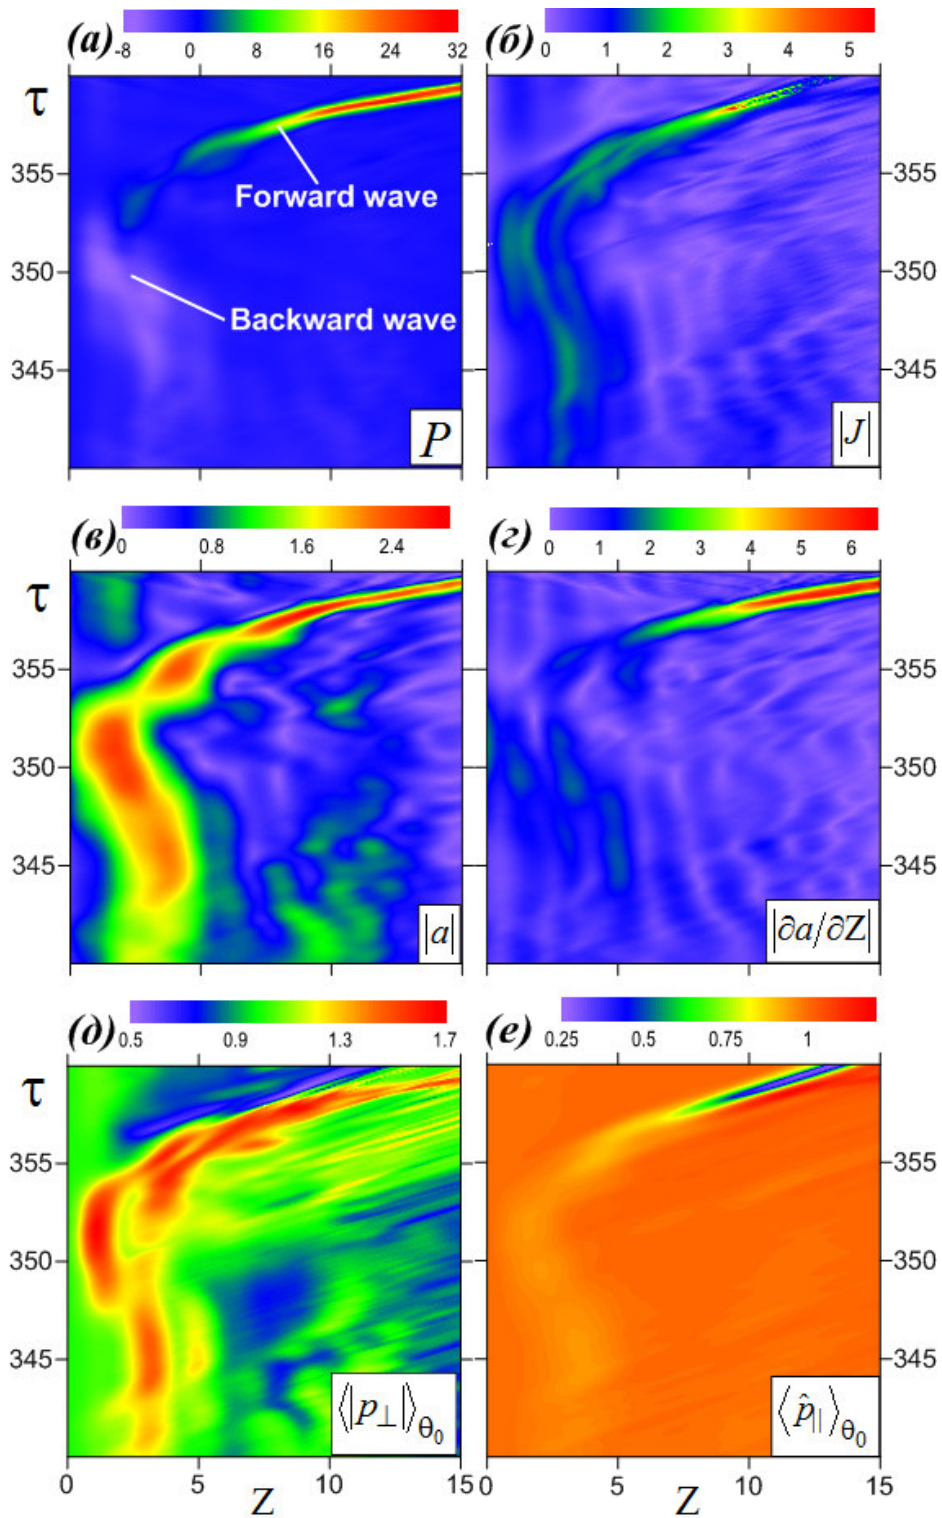 (а) -8 0 8 16 24 32
(б) 0 1 2 3 4 5
τ
355
350
345
Forward wave
Backward wave
P
355
350
345
|J|
(в) 0 0.8 1.6 2.4
(г) 0 1 2 3 4 5 6
τ
355
350
345
|a|
355
350
345
|∂a/∂Z|
(д) 0.5 0.9 1.3 1.7
(е) 0.25 0.5 0.75 1
τ
355
350
345
⟨|p⊥|⟩θ0
355
350
345
⟨p̂||⟩θ0
0 5 10 15
Z
0 5 10 15
Z